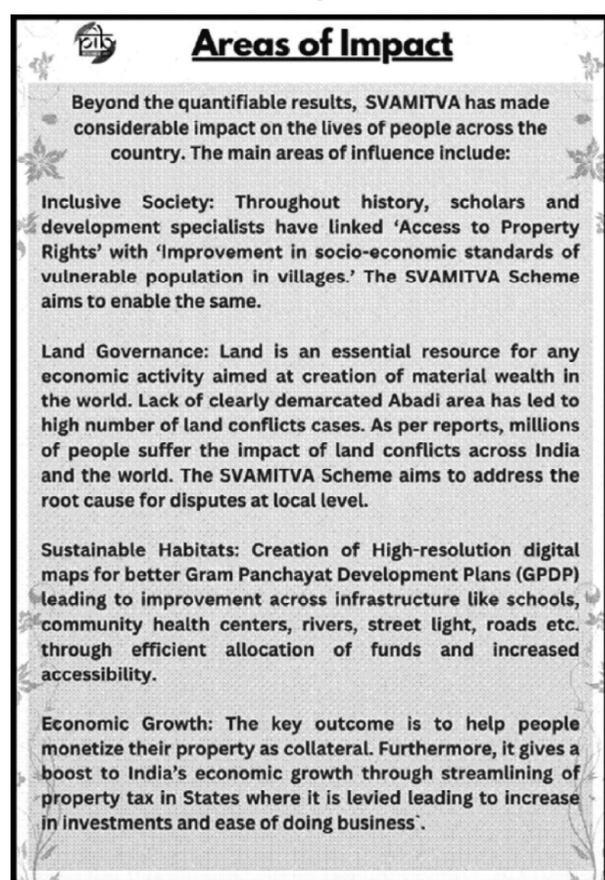 pib
Areas of Impact
Beyond the quantifiable results, SVAMITVA has made
considerable impact on the lives of people across the
country. The main areas of influence include:
Inclusive Society: Throughout history, scholars and
development specialists have linked ‘Access to Property
Rights’ with ‘Improvement in socio-economic standards of
vulnerable population in villages.’ The SVAMITVA Scheme
aims to enable the same.
Land Governance: Land is an essential resource for any
economic activity aimed at creation of material wealth in
the world. Lack of clearly demarcated Abadi area has led to
high number of land conflicts cases. As per reports, millions
of people suffer the impact of land conflicts across India
and the world. The SVAMITVA Scheme aims to address the
root cause for disputes at local level.
Sustainable Habitats: Creation of High-resolution digital
maps for better Gram Panchayat Development Plans (GPDP)
leading to improvement across infrastructure like schools,
community health centers, rivers, street light, roads etc.
through efficient allocation of funds and increased
accessibility.
Economic Growth: The key outcome is to help people
monetize their property as collateral. Furthermore, it gives a
boost to India’s economic growth through streamlining of
property tax in States where it is levied leading to increase
in investments and ease of doing business`.